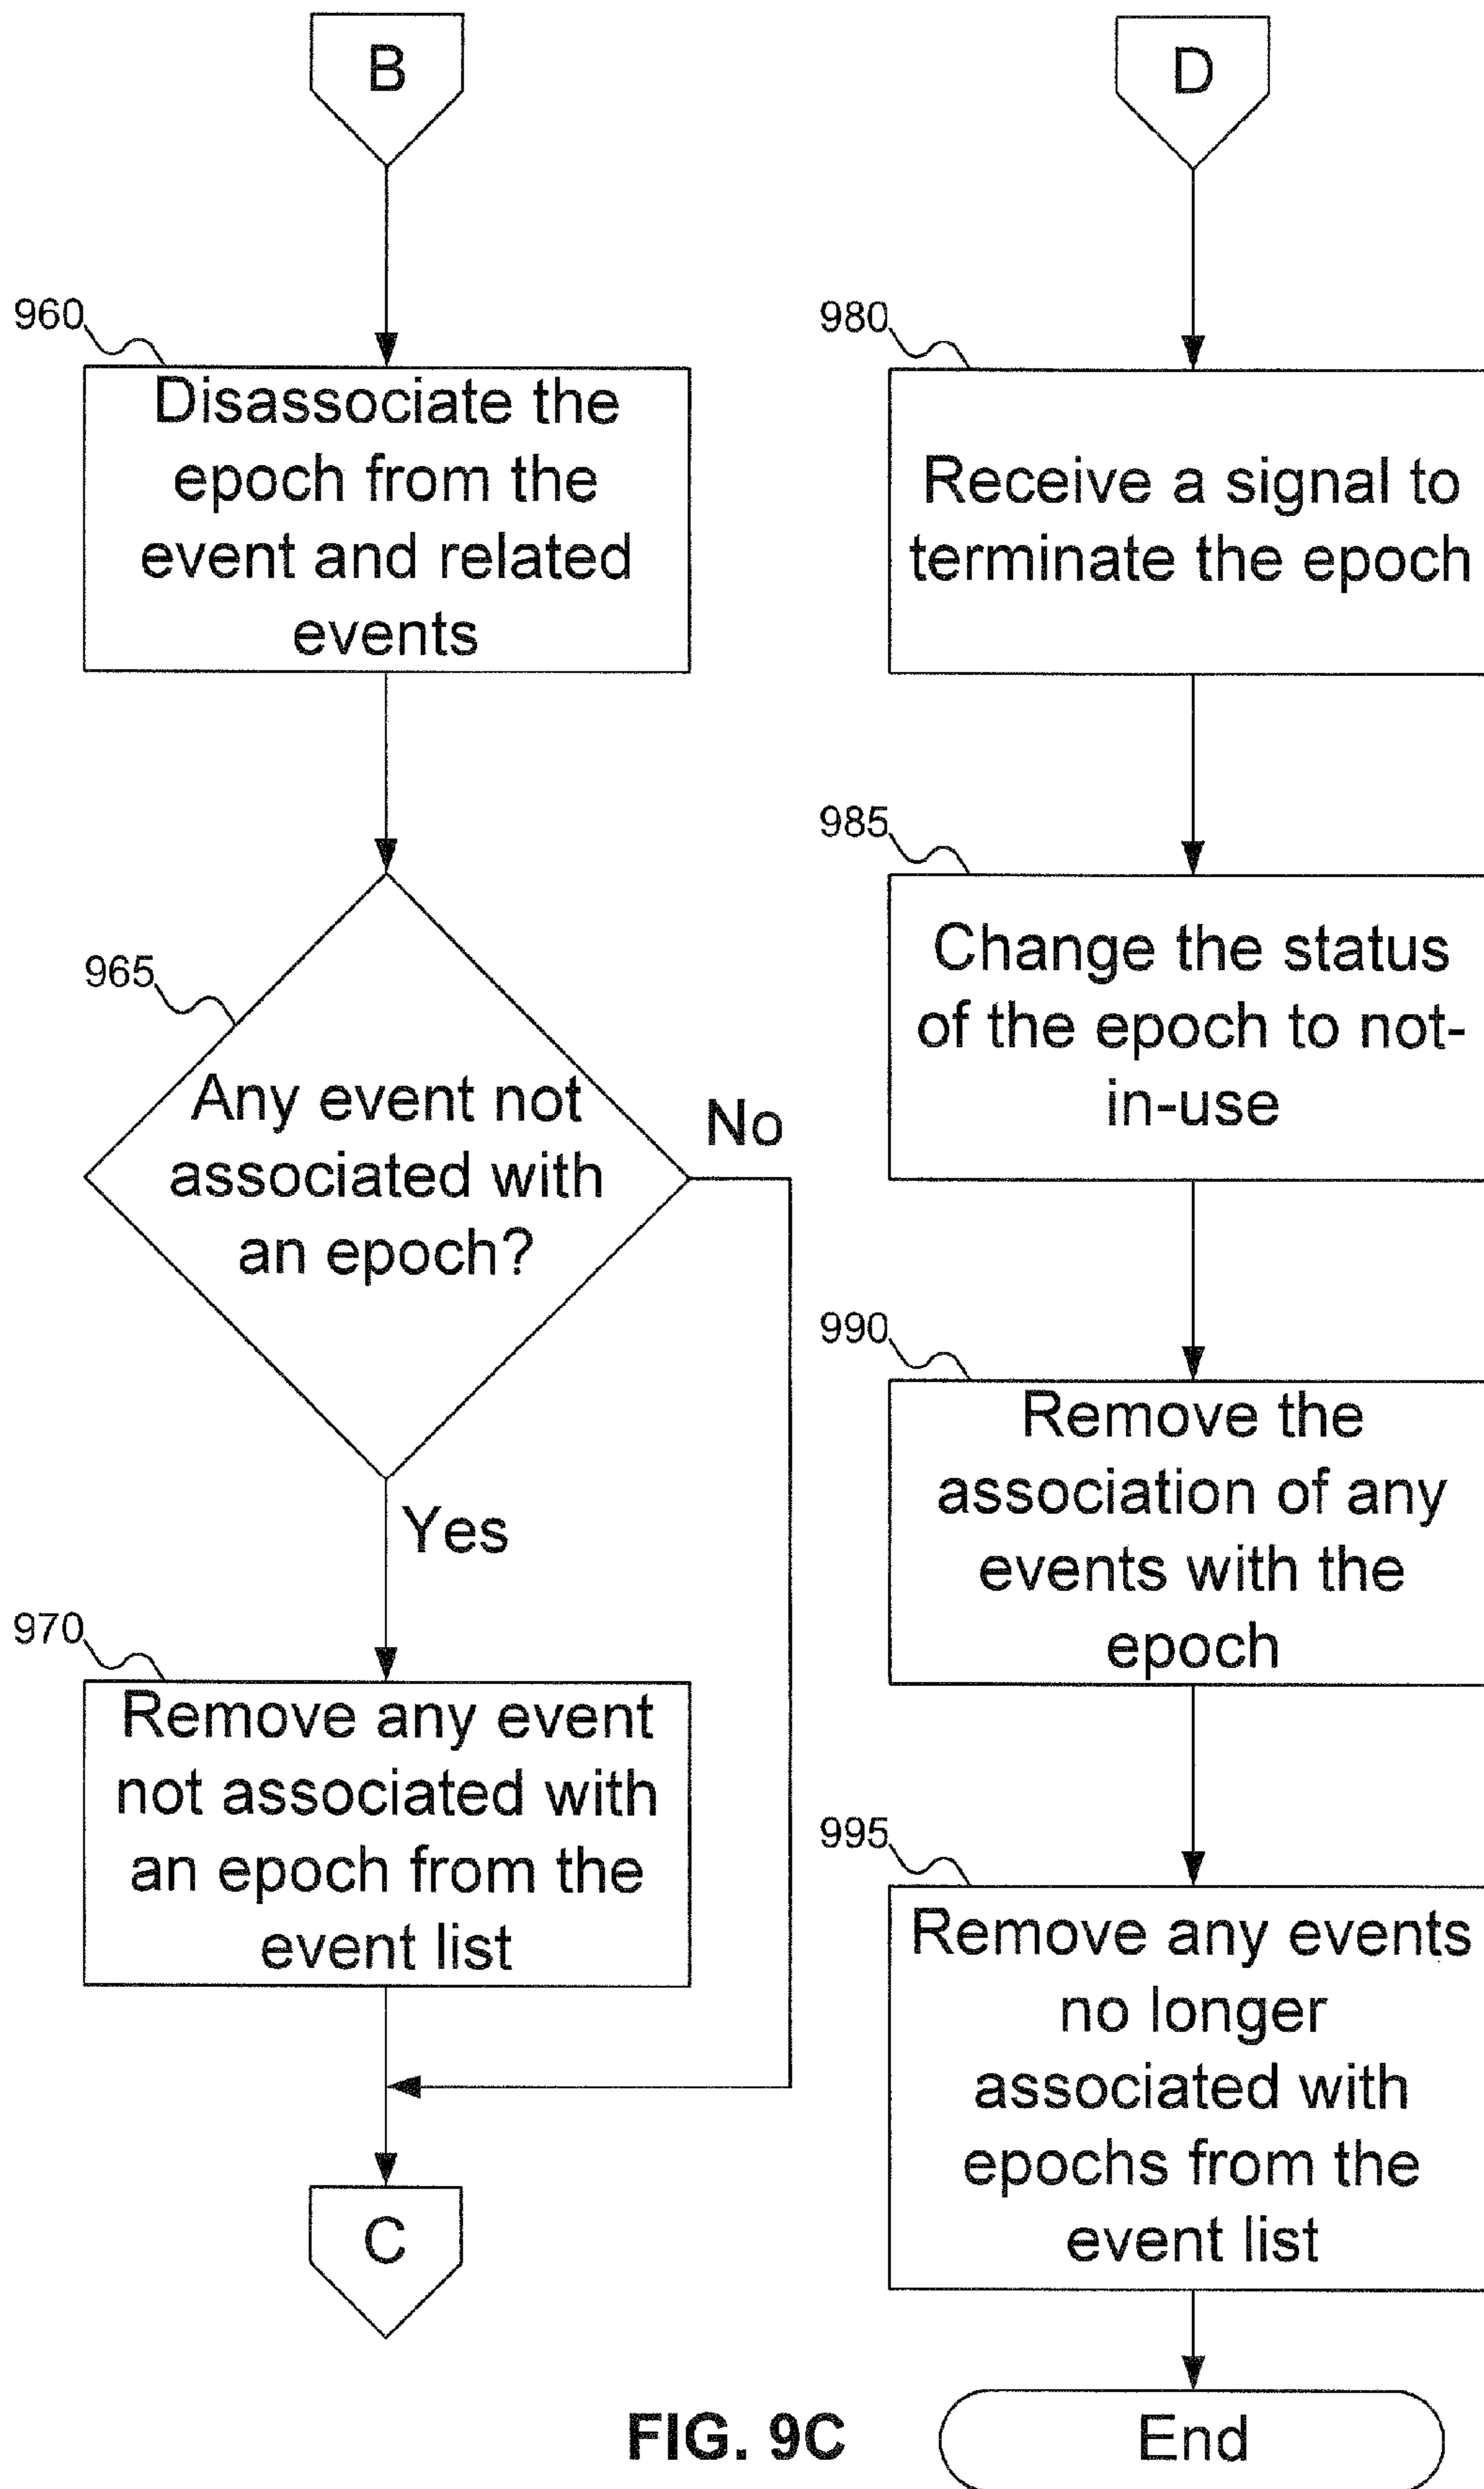 B
960
Disassociate the
epoch from the
event and related
events
965
Any event not
associated with
an epoch?
No
Yes
970
Remove any event
not associated with
an epoch from the
event list
C
D
980
Receive a signal to
terminate the epoch
985
Change the status
of the epoch to not-
in-use
990
Remove the
association of any
events with the
epoch
995
Remove any events
no longer
associated with
epochs from the
event list
End
FIG. 9C